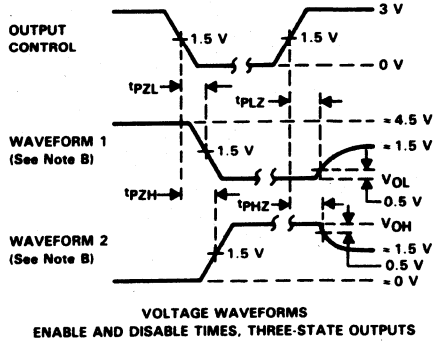 3 V
OUTPUT
CONTROL
1.5 V
1.5 V
0 V
tPZL
tPLZ
≈ 4.5 V
WAVEFORM 1
(See Note B)
1.5 V
≈ 1.5 V
VOL
0.5 V
tPZH
tPHZ
VOH
WAVEFORM 2
(See Note B)
1.5 V
≈ 1.5 V
0.5 V
≈ 0 V
VOLTAGE WAVEFORMS
ENABLE AND DISABLE TIMES, THREE-STATE OUTPUTS